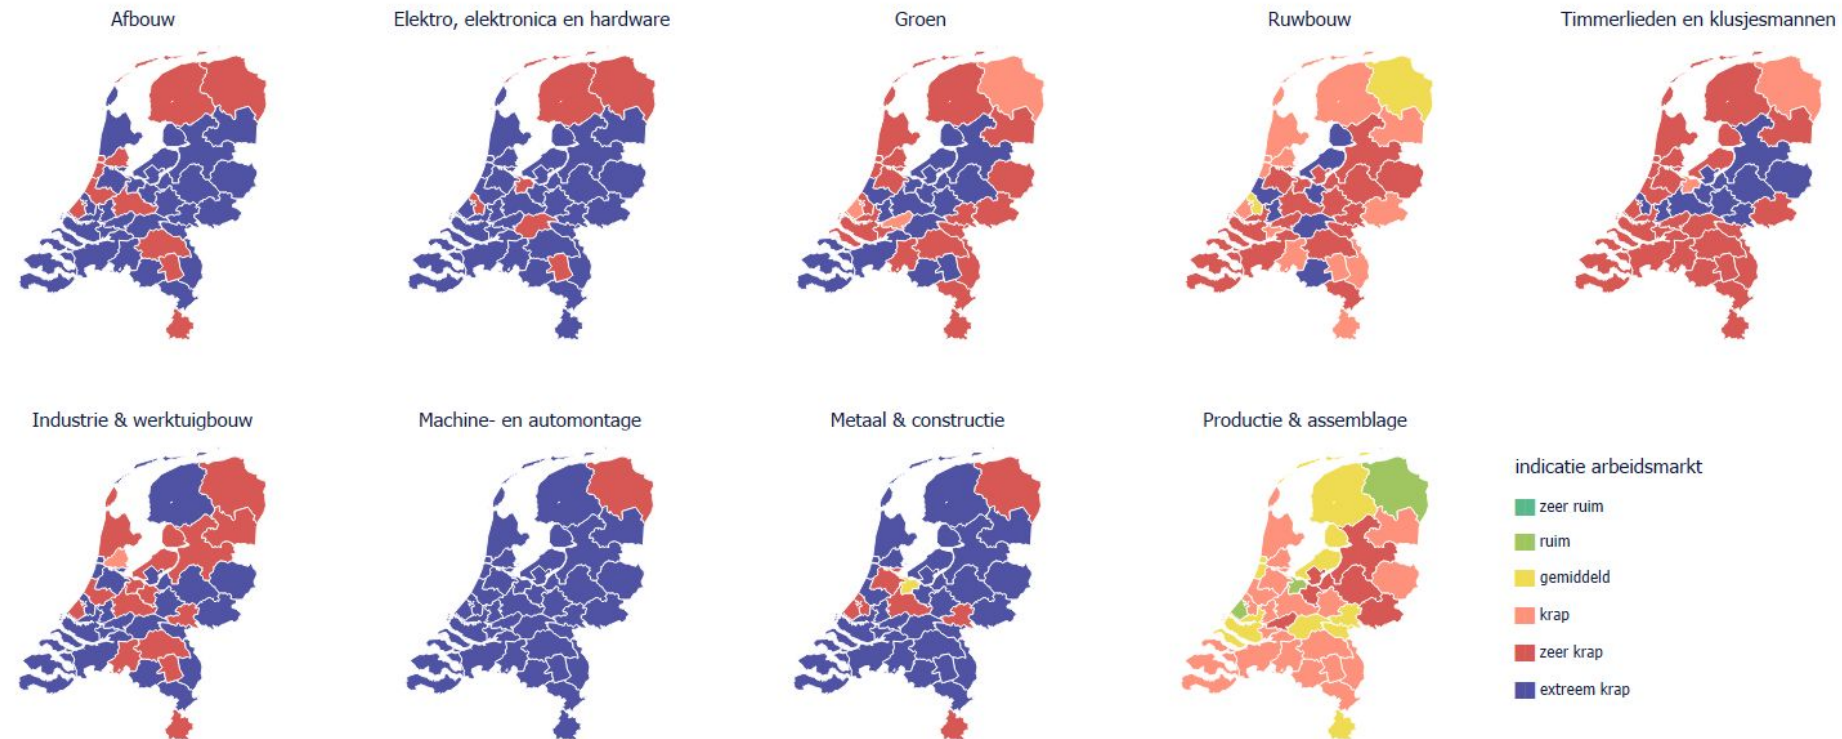 Afbouw
Elektro, elektronica en hardware
Groen
Ruwbouw
Timmerlieden en klusjesmannen
Industrie & werktuigbouw
Machine- en automontage
Metaal & constructie
Productie & assemblage
indicatie arbeidsmarkt
zeer ruim
ruim
gemiddeld
krap
zeer krap
extreem krap